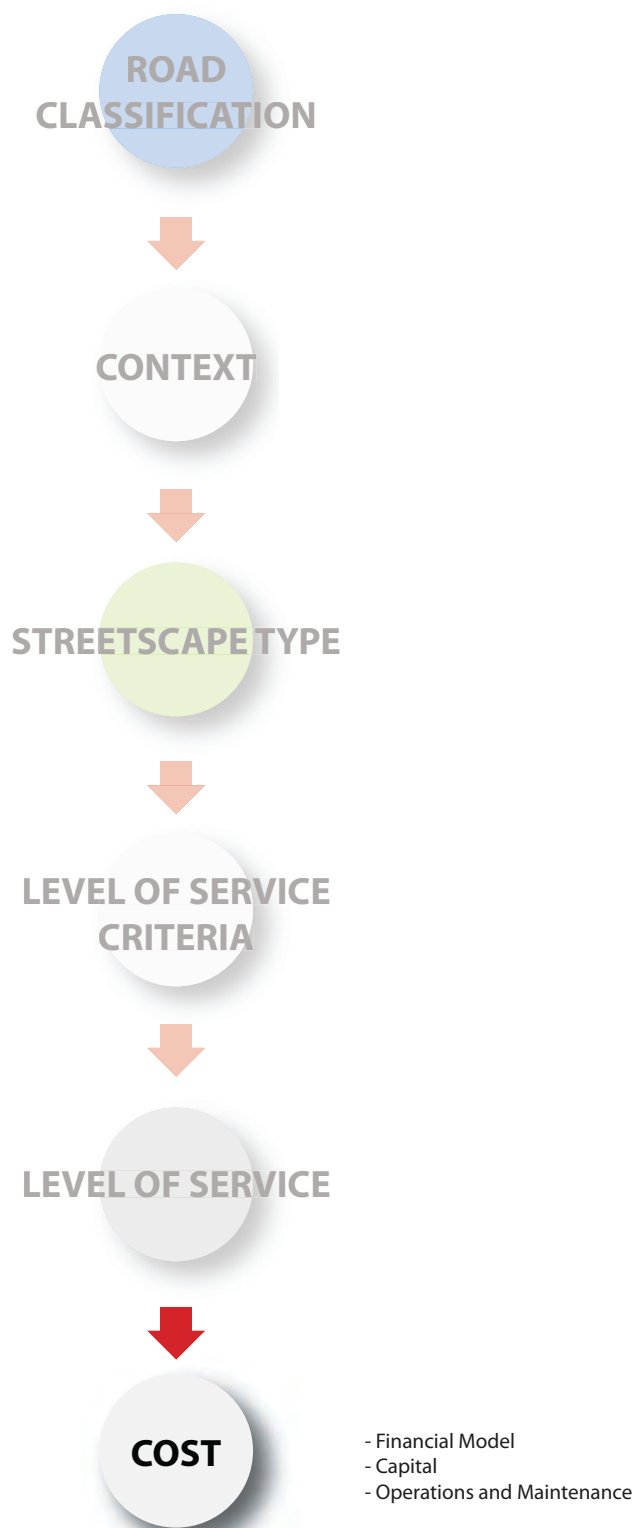 ROAD
CLASSIFICATION
CONTEXT
STREETSCAPE TYPE
LEVEL OF SERVICE
CRITERIA
LEVEL OF SERVICE
COST
- Financial Model
- Capital
- Operations and Maintenance